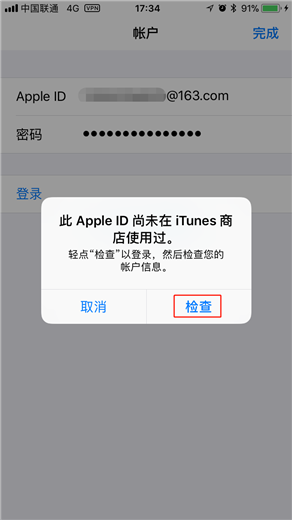 中国联通 4G VPN 17:34 91%
帐户 完成
Apple ID @163.com
密码 ●●●●●●●●●●●●●●●
登录
此 Apple ID 尚未在 iTunes 商
店使用过。
轻点“检查”以登录，然后检查您的
帐户信息。
取消 检查